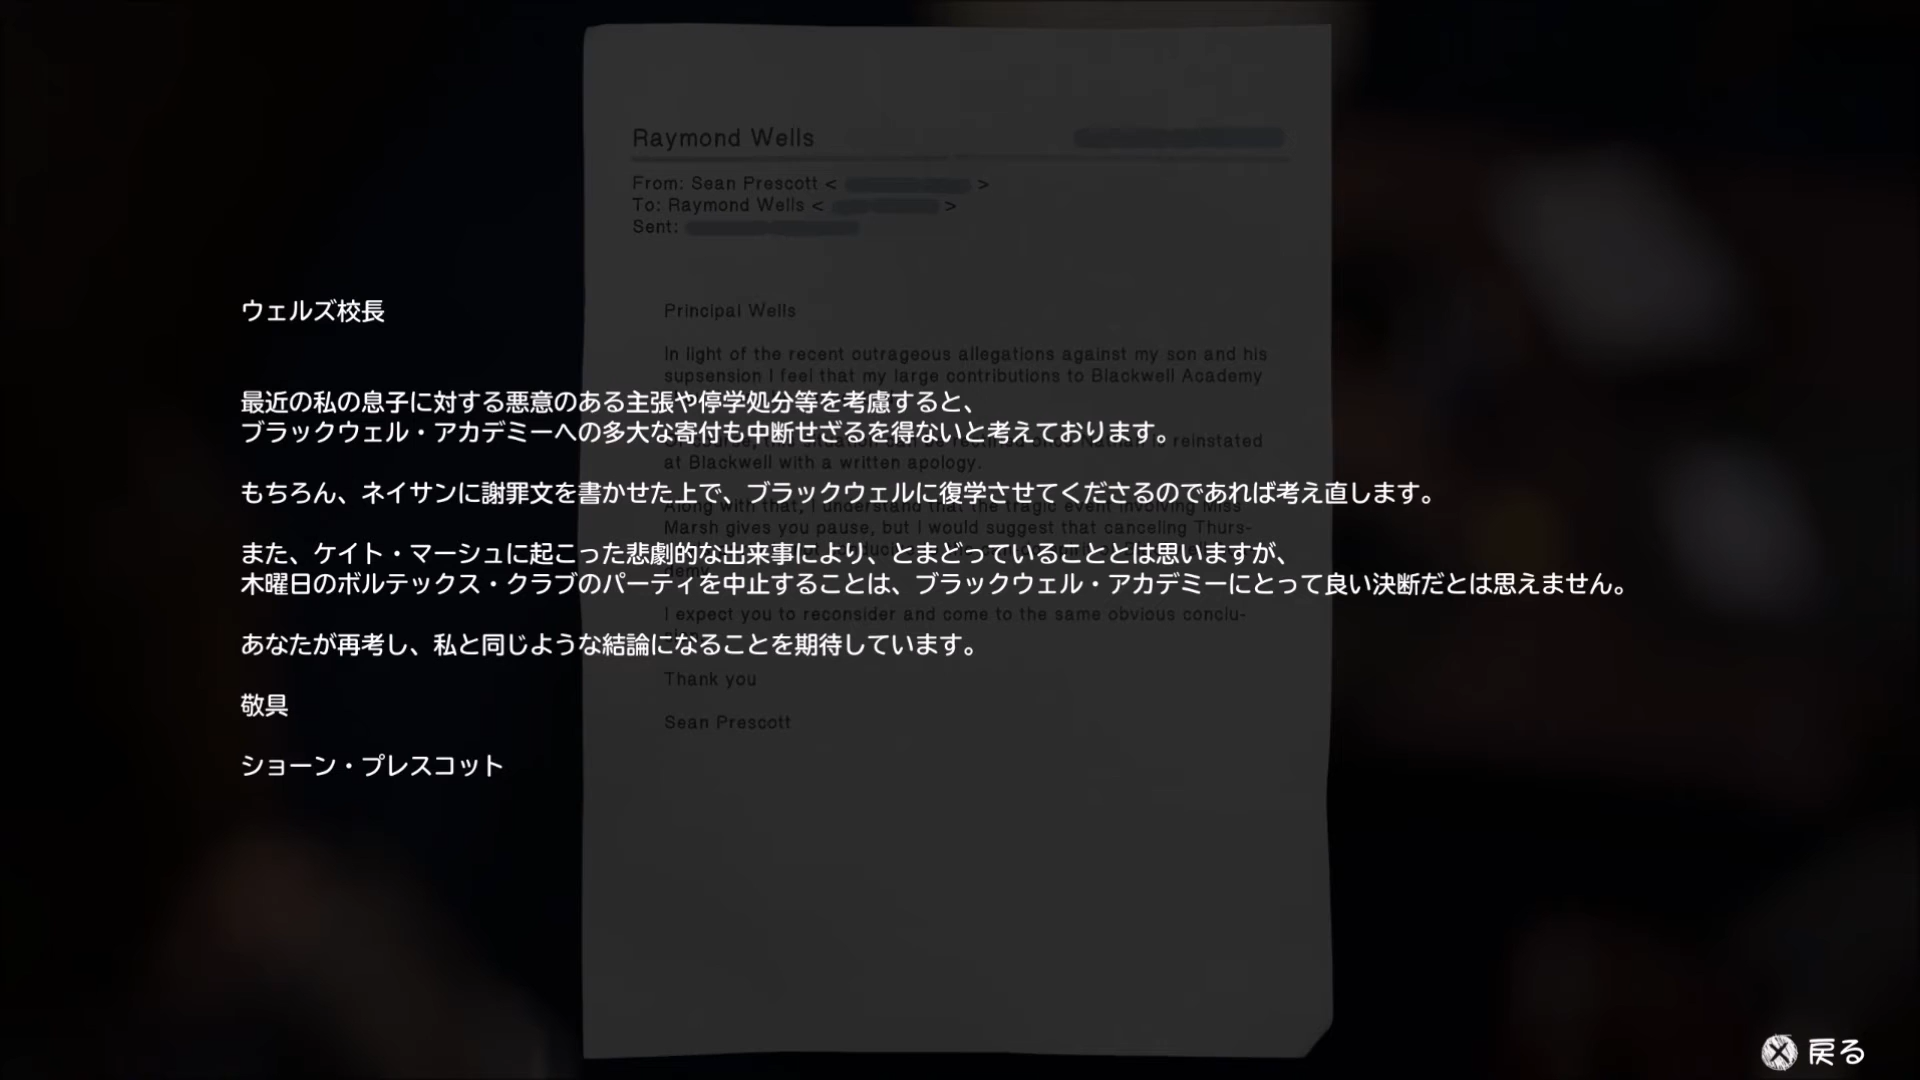 Raymond Wells
From: Sean Prescott < >
To: Raymond Wells < >
Sent:
Principal Wells
In light of the recent outrageous allegations against my son and his
supsension I feel that my large contributions to Blackwell Academy
reinstated
at Blackwell with a written apology.
Along with that, I understand that the tragic event involving Miss
Marsh gives you pause, but I would suggest that canceling Thurs-
I expect you to reconsider and come to the same obvious conclu-
Thank you
Sean Prescott
ウェルズ校長
最近の私の息子に対する悪意のある主張や停学処分等を考慮すると、
ブラックウェル・アカデミーへの多大な寄付も中断せざるを得ないと考えております。
もちろん、ネイサンに謝罪文を書かせた上で、ブラックウェルに復学させてくださるのであれば考え直します。
また、ケイト・マーシュに起こった悲劇的な出来事により、とまどっていることとは思いますが、
木曜日のボルテックス・クラブのパーティを中止することは、ブラックウェル・アカデミーにとって良い決断だとは思えません。
あなたが再考し、私と同じような結論になることを期待しています。
敬具
ショーン・プレスコット
戻る